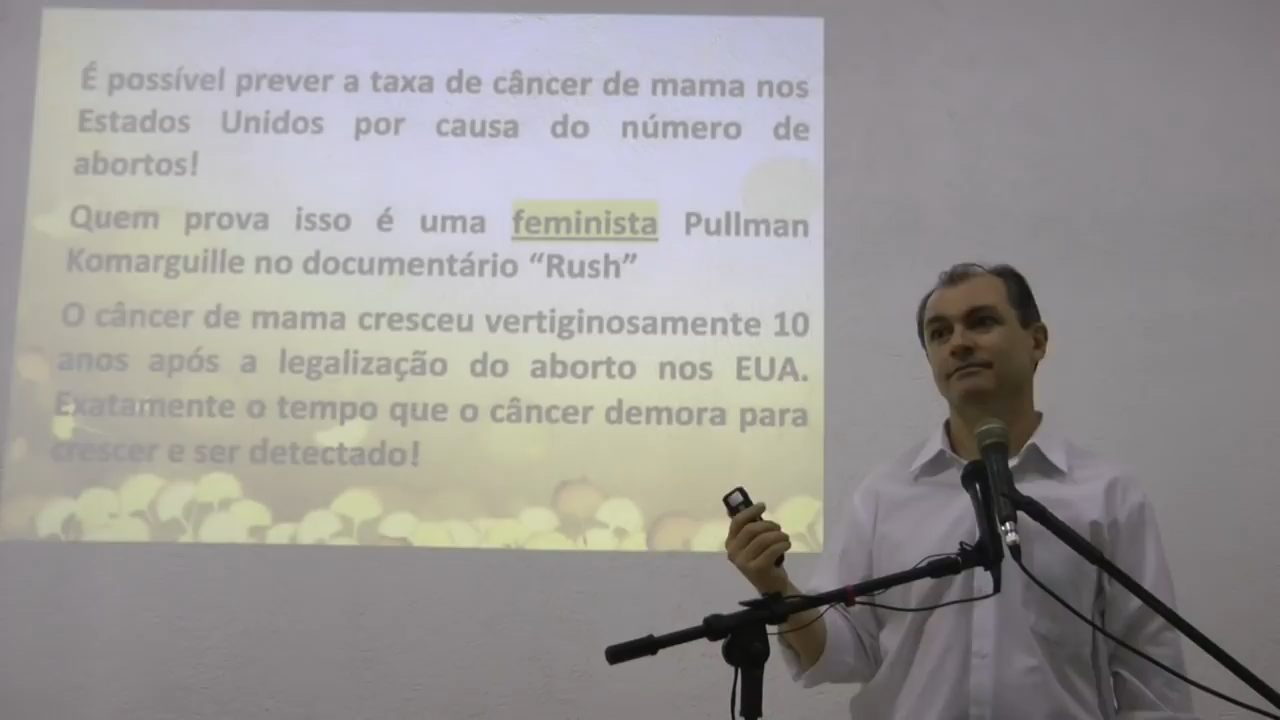 É possível prever a taxa de câncer de mama nos
Estados Unidos por causa do número de
abortos!
Quem prova isso é uma feminista Pullman
Komarguille no documentário “Rush”
O câncer de mama cresceu vertiginosamente 10
anos após a legalização do aborto nos EUA.
Exatamente o tempo que o câncer demora para
crescer e ser detectado!